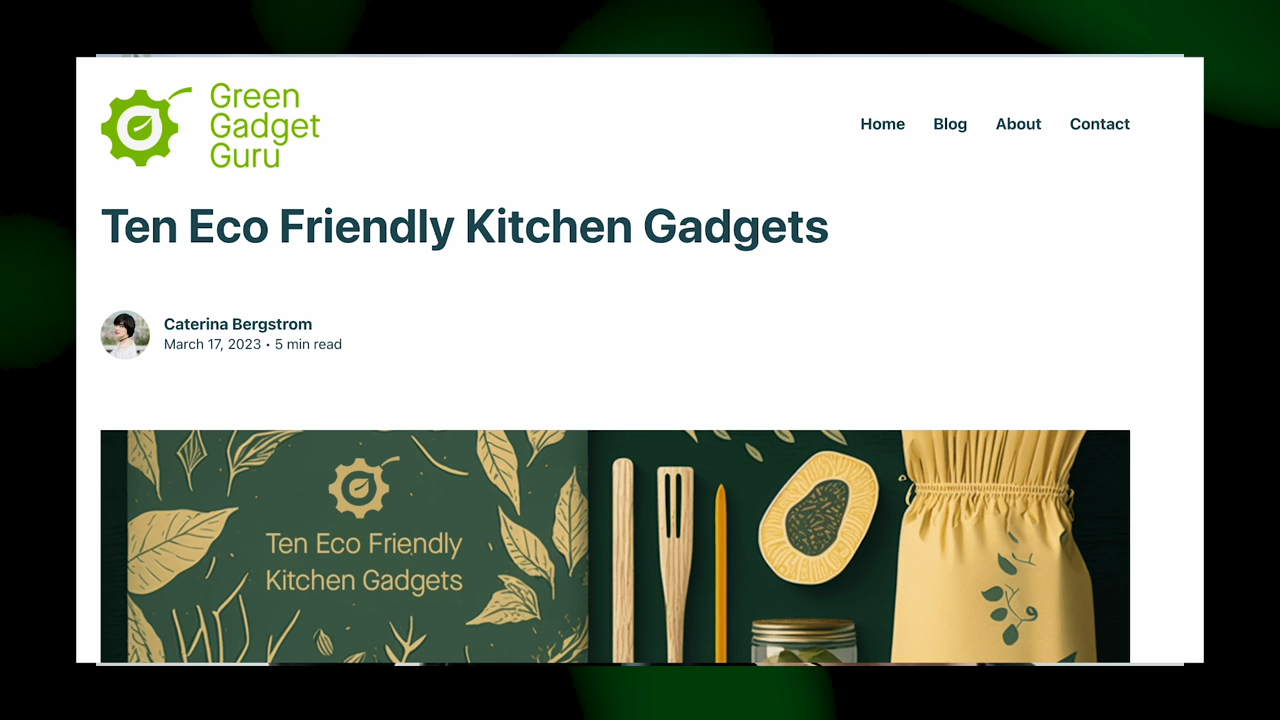 Green
Gadget
Guru
Home Blog About Contact
Ten Eco Friendly Kitchen Gadgets
Caterina Bergstrom
March 17, 2023 • 5 min read
Ten Eco Friendly
Kitchen Gadgets